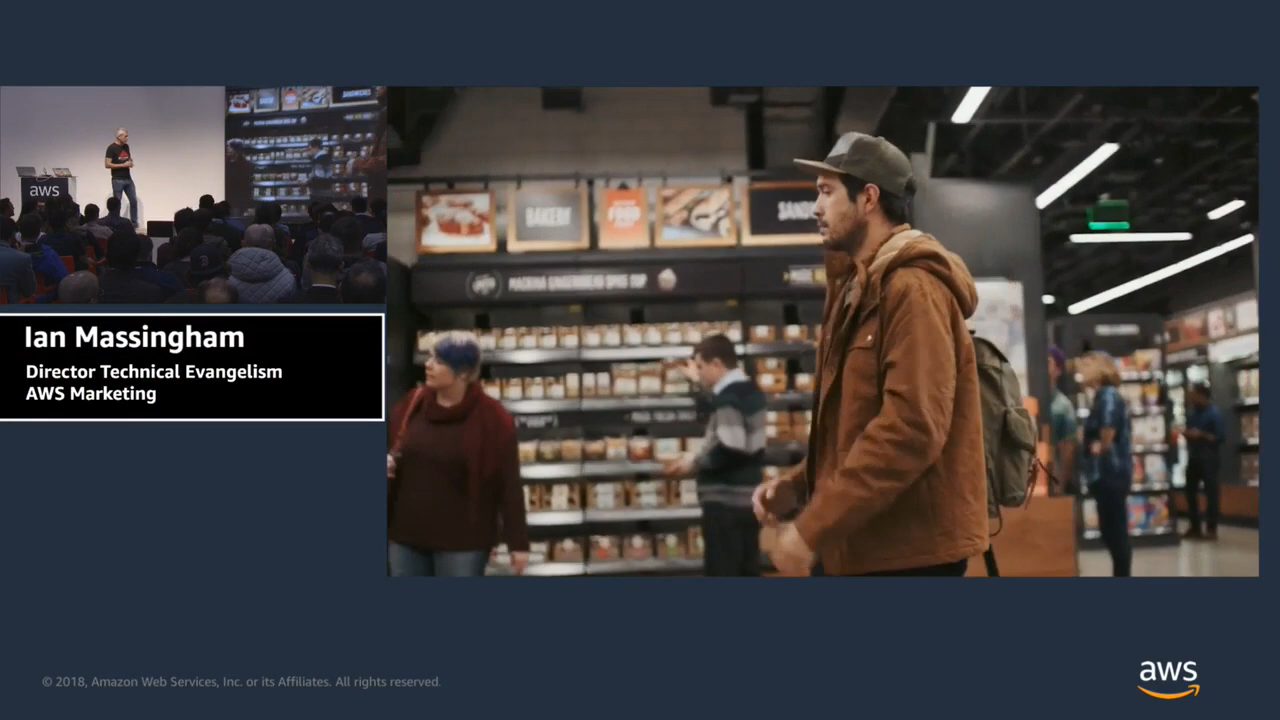 aws
Ian Massingham
Director Technical Evangelism
AWS Marketing
BAKERY
FOOD
© 2018, Amazon Web Services, Inc. or its Affiliates. All rights reserved.
aws